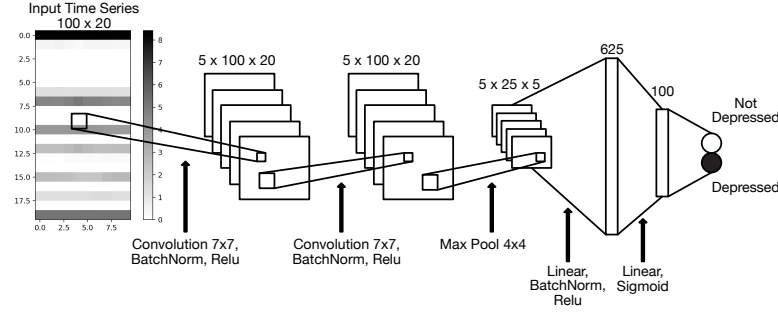 Input Time Series
100 x 20
0.0
2.5
5.0
7.5
10.0
12.5
15.0
17.5
0.0 2.5 5.0 7.5
8
7
6
5
4
3
2
1
0
5 x 100 x 20
5 x 100 x 20
5 x 25 x 5
625
100
Not
Depressed
Depressed
Convolution 7x7,
BatchNorm, Relu
Convolution 7x7,
BatchNorm, Relu
Max Pool 4x4
Linear,
BatchNorm,
Relu
Linear,
Sigmoid